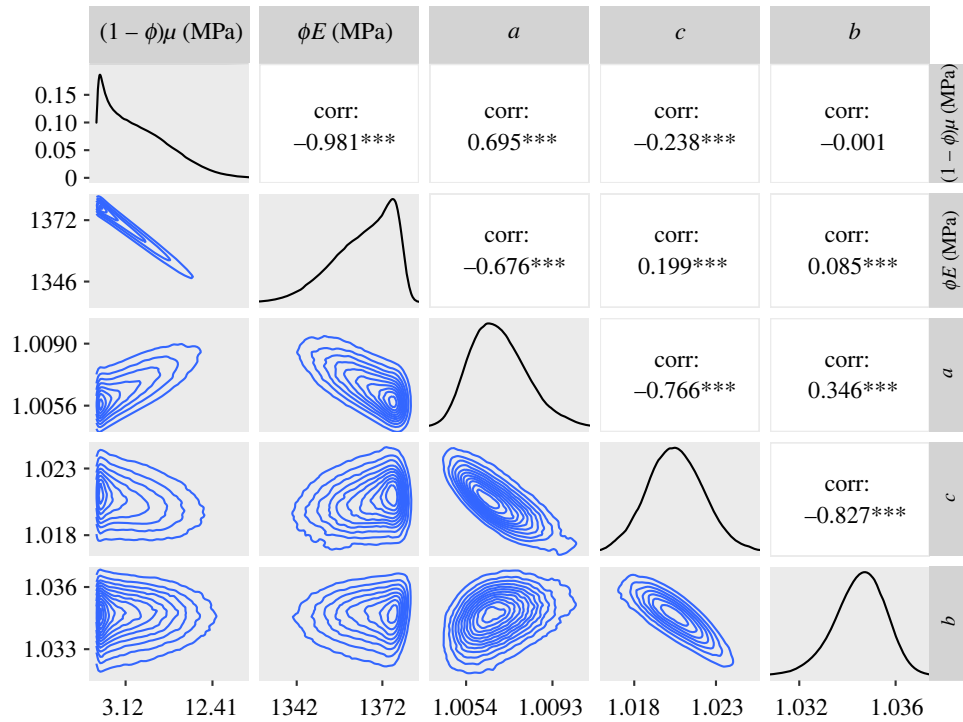 (1 – ϕ)μ (MPa) ϕE (MPa) a c b
0.15
0.10
0.05
0
corr:
–0.981***
corr:
0.695***
corr:
–0.238***
corr:
–0.001
(1 – ϕ)μ (MPa)
1372
1346
corr:
–0.676***
corr:
0.199***
corr:
0.085***
ϕE (MPa)
1.0090
1.0056
corr:
–0.766***
corr:
0.346***
a
1.023
1.018
corr:
–0.827***
c
1.036
1.033
b
3.12 12.41 1342 1372 1.0054 1.0093 1.018 1.023 1.032 1.036